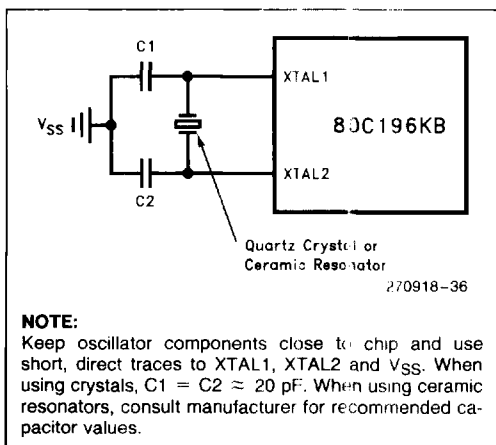 C1
XTAL1
80C196KB
VSS
XTAL2
C2
Quartz Crystal or
Ceramic Resonator
270918-36
NOTE:
Keep oscillator components close to chip and use
short, direct traces to XTAL1, XTAL2 and VSS. When
using crystals, C1 = C2 ≈ 20 pF. When using ceramic
resonators, consult manufacturer for recommended ca-
pacitor values.